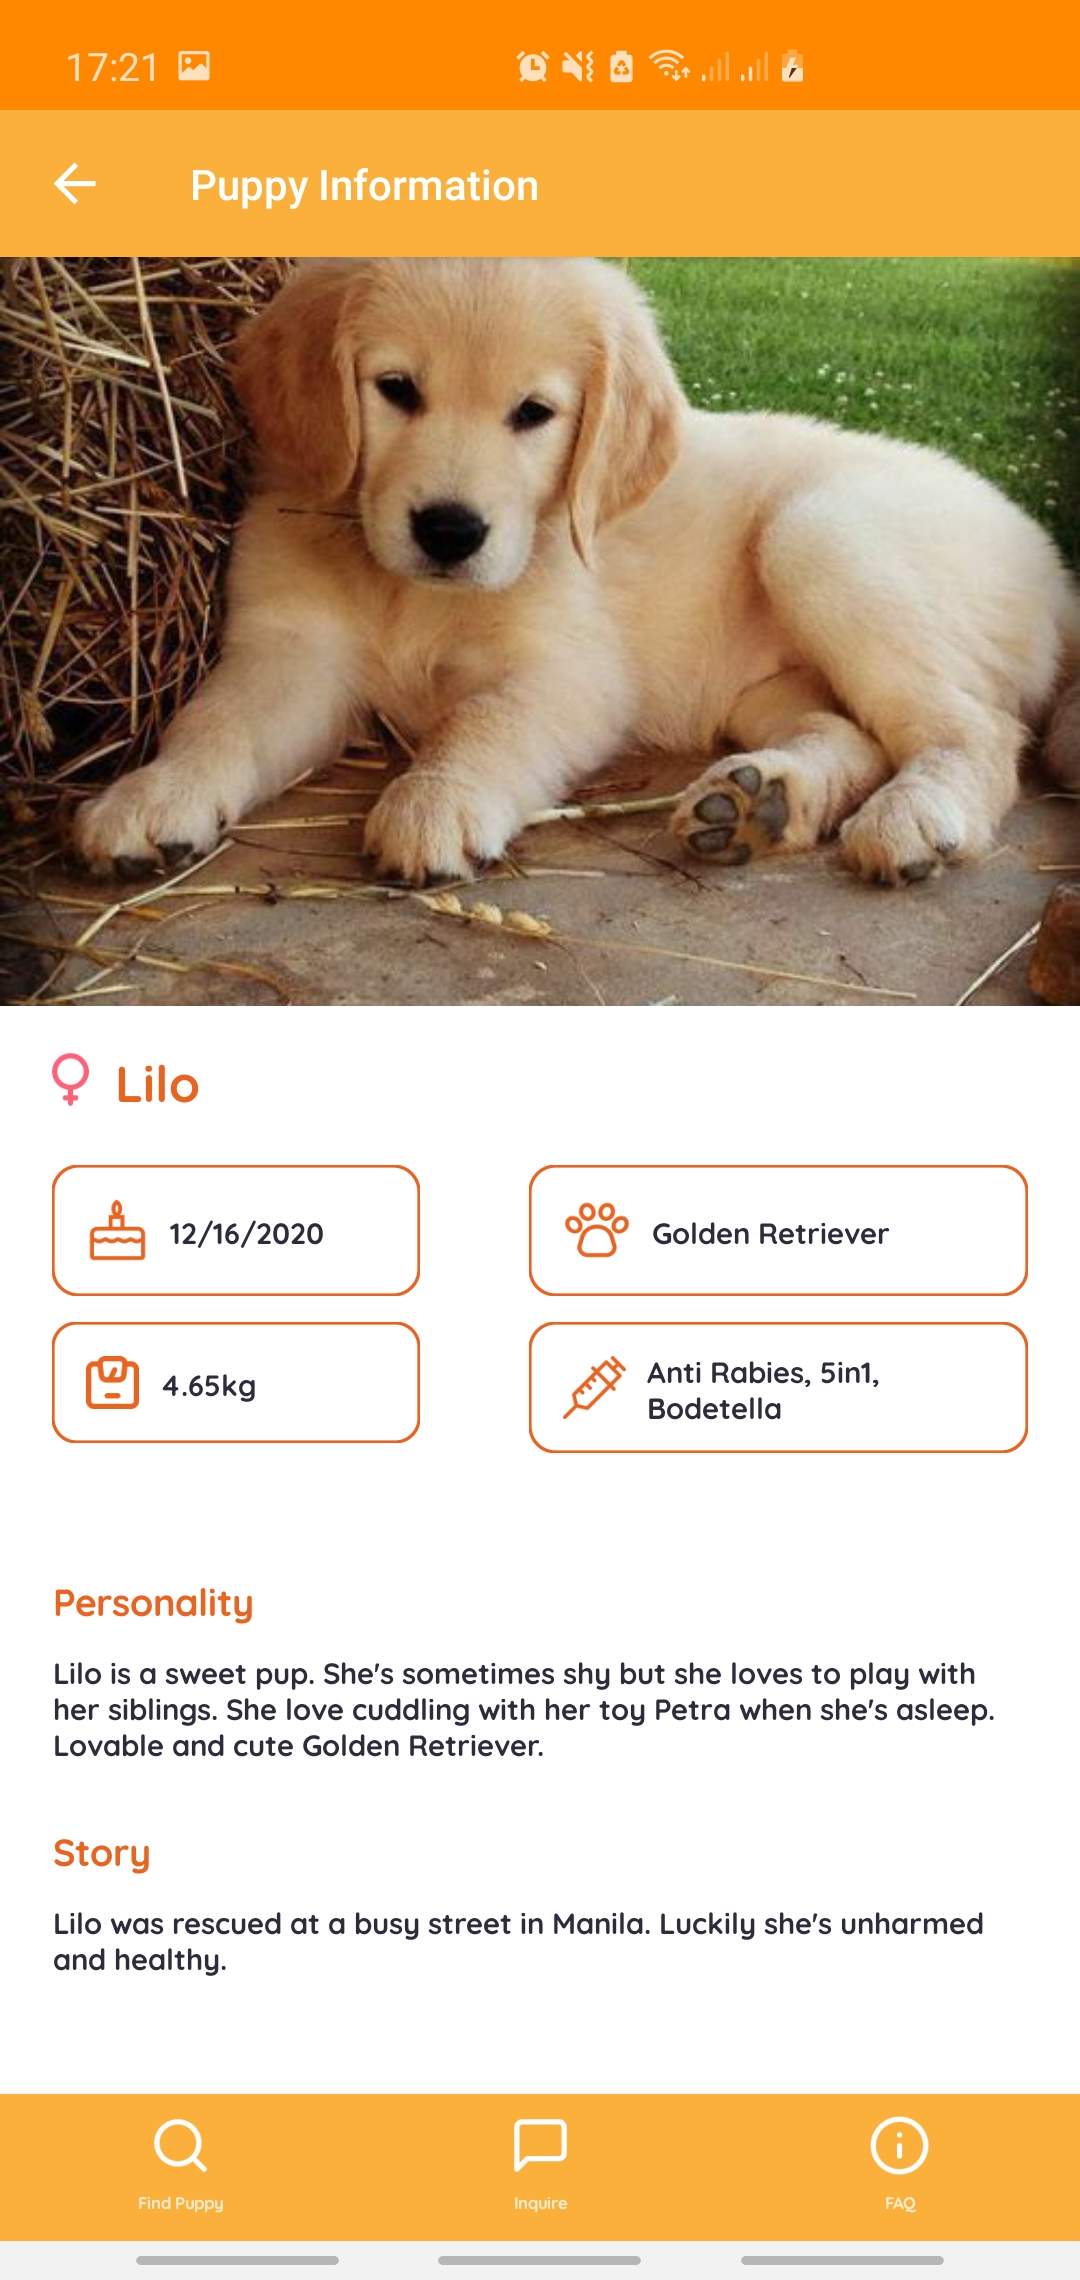 17:21
Puppy Information
Lilo
12/16/2020
Golden Retriever
4.65kg
Anti Rabies, 5in1,
Bodetella
Personality
Lilo is a sweet pup. She's sometimes shy but she loves to play with
her siblings. She love cuddling with her toy Petra when she's asleep.
Lovable and cute Golden Retriever.
Story
Lilo was rescued at a busy street in Manila. Luckily she's unharmed
and healthy.
Find Puppy
Inquire
FAQ